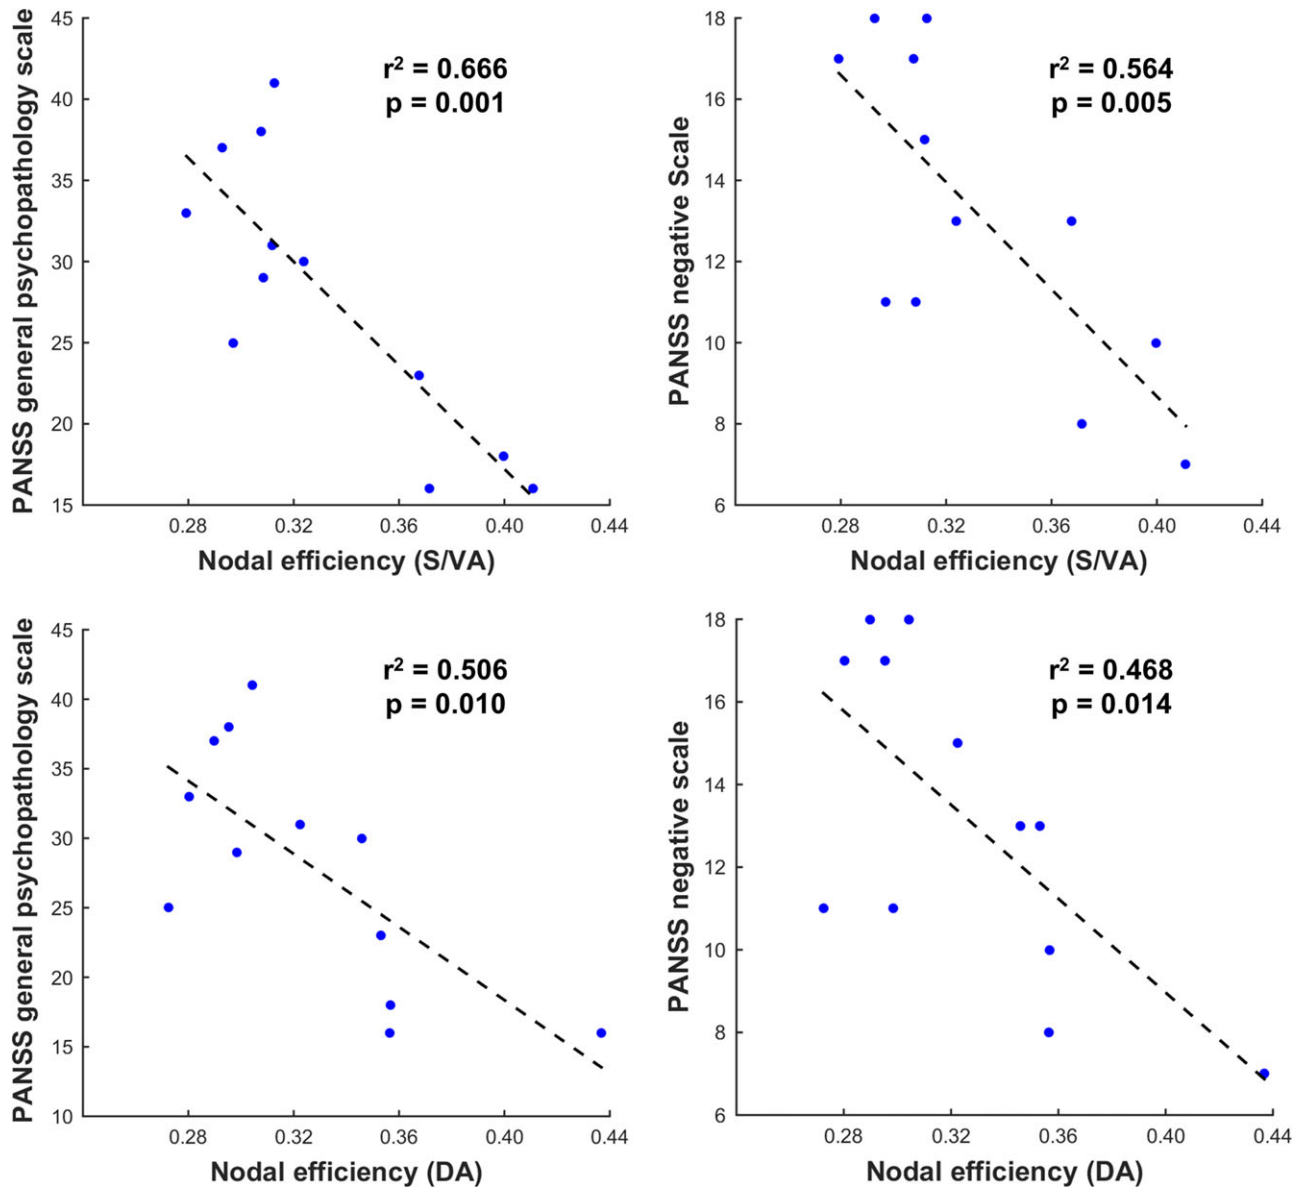 PANSS general psychopathology scale
45
40
35
30
25
20
15
r² = 0.666
p = 0.001
0.28 0.32 0.36 0.40 0.44
Nodal efficiency (S/VA)
PANSS negative Scale
18
16
14
12
10
8
6
r² = 0.564
p = 0.005
0.28 0.32 0.36 0.40 0.44
Nodal efficiency (S/VA)
PANSS general psychopathology scale
45
40
35
30
25
20
15
10
r² = 0.506
p = 0.010
0.28 0.32 0.36 0.40 0.44
Nodal efficiency (DA)
PANSS negative scale
18
16
14
12
10
8
6
r² = 0.468
p = 0.014
0.28 0.32 0.36 0.40 0.44
Nodal efficiency (DA)